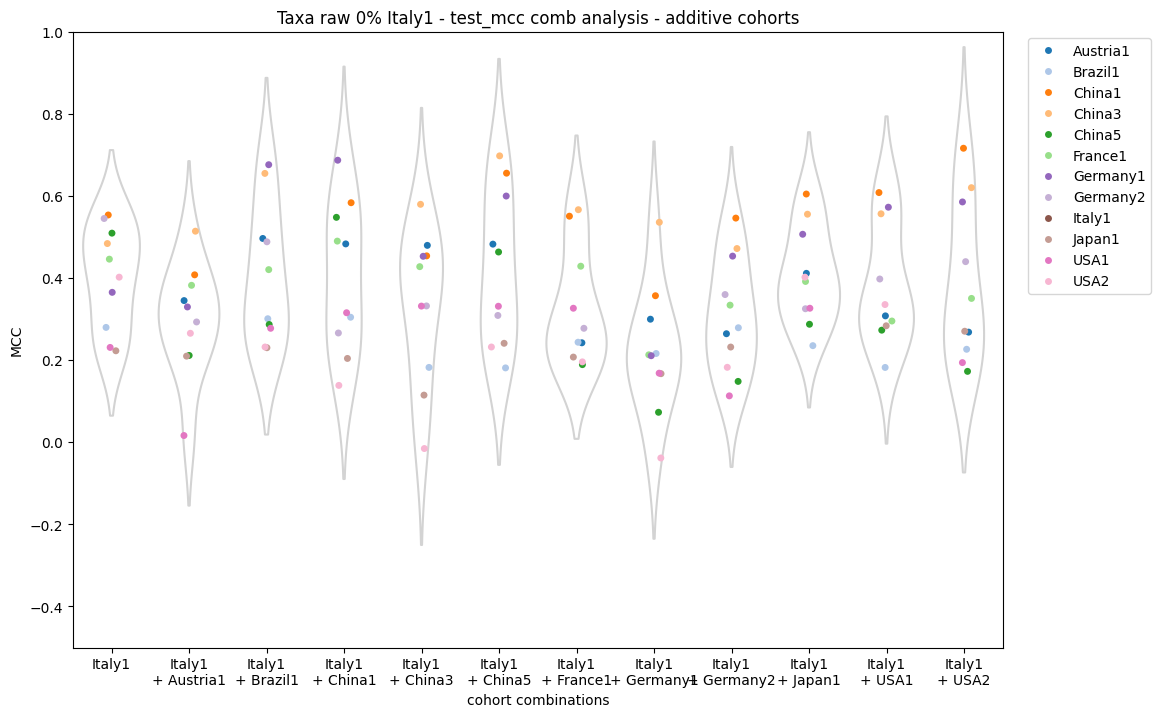 Taxa raw 0% Italy1 - test_mcc comb analysis - additive cohorts
MCC
1.0
0.8
0.6
0.4
0.2
0.0
−0.2
−0.4
Italy1
Italy1
+ Austria1
Italy1
+ Brazil1
Italy1
+ China1
Italy1
+ China3
Italy1
+ China5
Italy1
+ France1
Italy1
+ Germany1
Italy1
+ Germany2
Italy1
+ Japan1
Italy1
+ USA1
Italy1
+ USA2
cohort combinations
Austria1
Brazil1
China1
China3
China5
France1
Germany1
Germany2
Italy1
Japan1
USA1
USA2